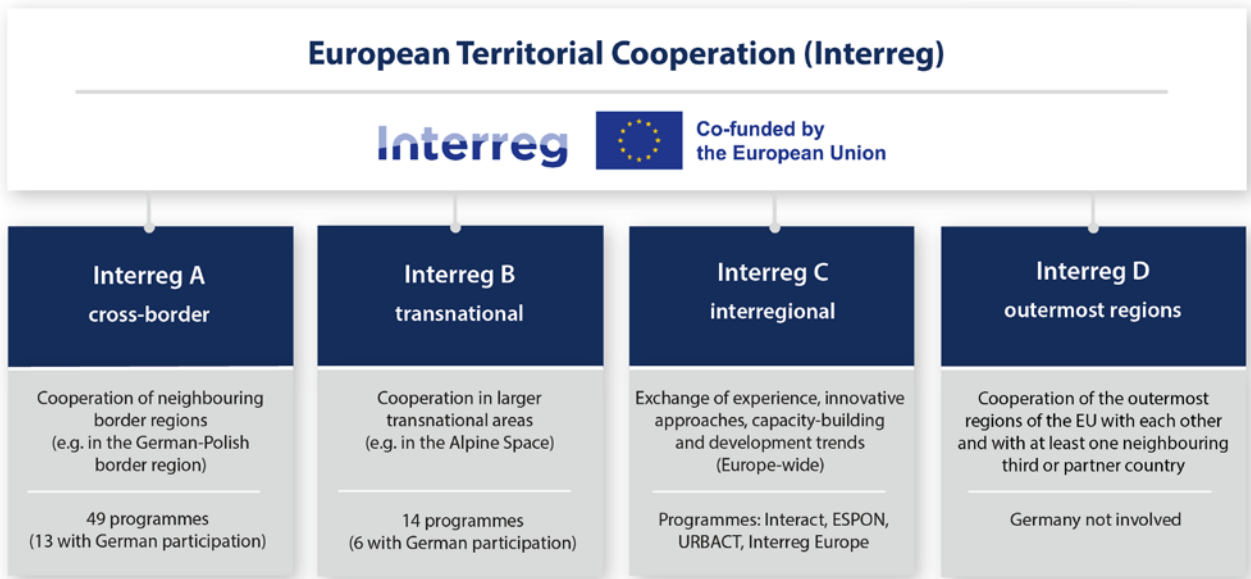 European Territorial Cooperation (Interreg)
Interreg
Co-funded by
the European Union
Interreg A
cross-border
Cooperation of neighbouring
border regions
(e.g. in the German-Polish
border region)
49 programmes
(13 with German participation)
Interreg B
transnational
Cooperation in larger
transnational areas
(e.g. in the Alpine Space)
14 programmes
(6 with German participation)
Interreg C
interregional
Exchange of experience, innovative
approaches, capacity-building
and development trends
(Europe-wide)
Programmes: Interact, ESPON,
URBACT, Interreg Europe
Interreg D
outermost regions
Cooperation of the outermost
regions of the EU with each other
and with at least one neighbouring
third or partner country
Germany not involved